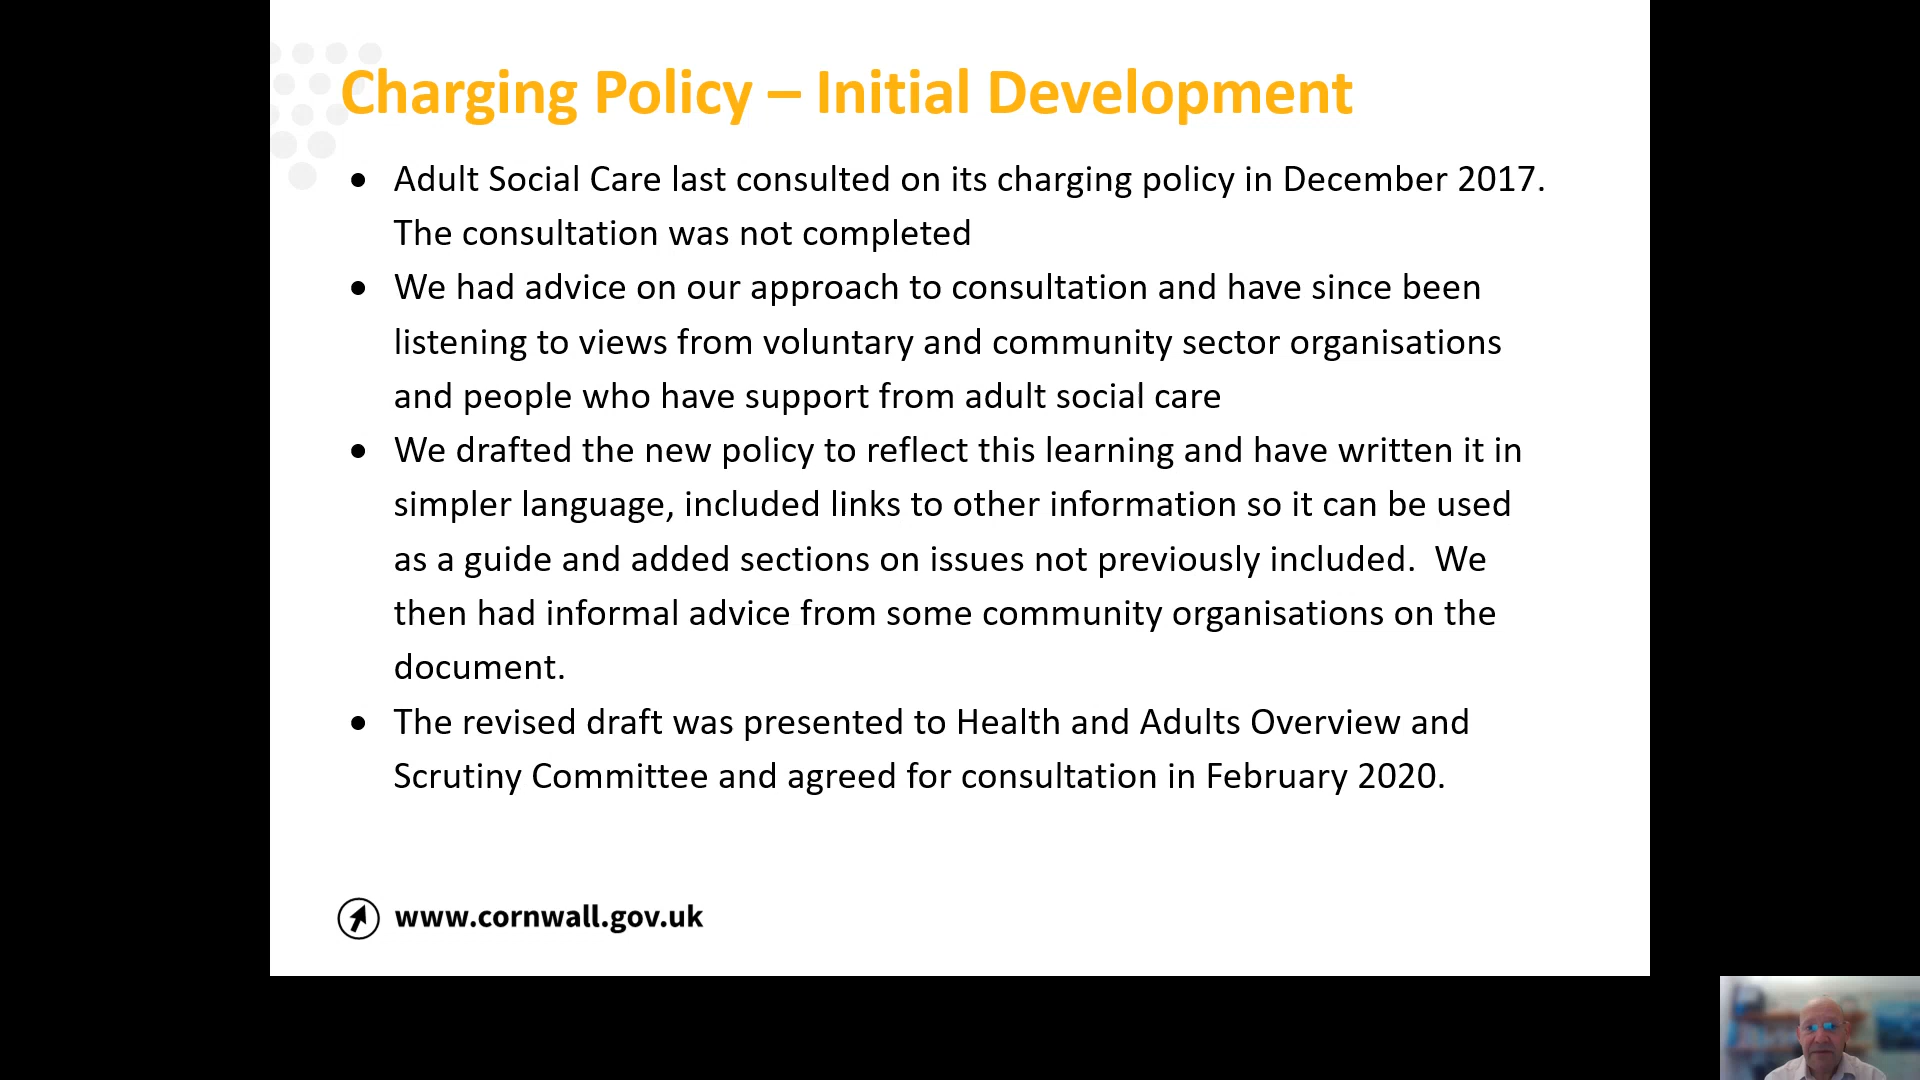 Charging Policy – Initial Development
• Adult Social Care last consulted on its charging policy in December 2017.
The consultation was not completed
• We had advice on our approach to consultation and have since been
listening to views from voluntary and community sector organisations
and people who have support from adult social care
• We drafted the new policy to reflect this learning and have written it in
simpler language, included links to other information so it can be used
as a guide and added sections on issues not previously included.  We
then had informal advice from some community organisations on the
document.
• The revised draft was presented to Health and Adults Overview and
Scrutiny Committee and agreed for consultation in February 2020.
www.cornwall.gov.uk